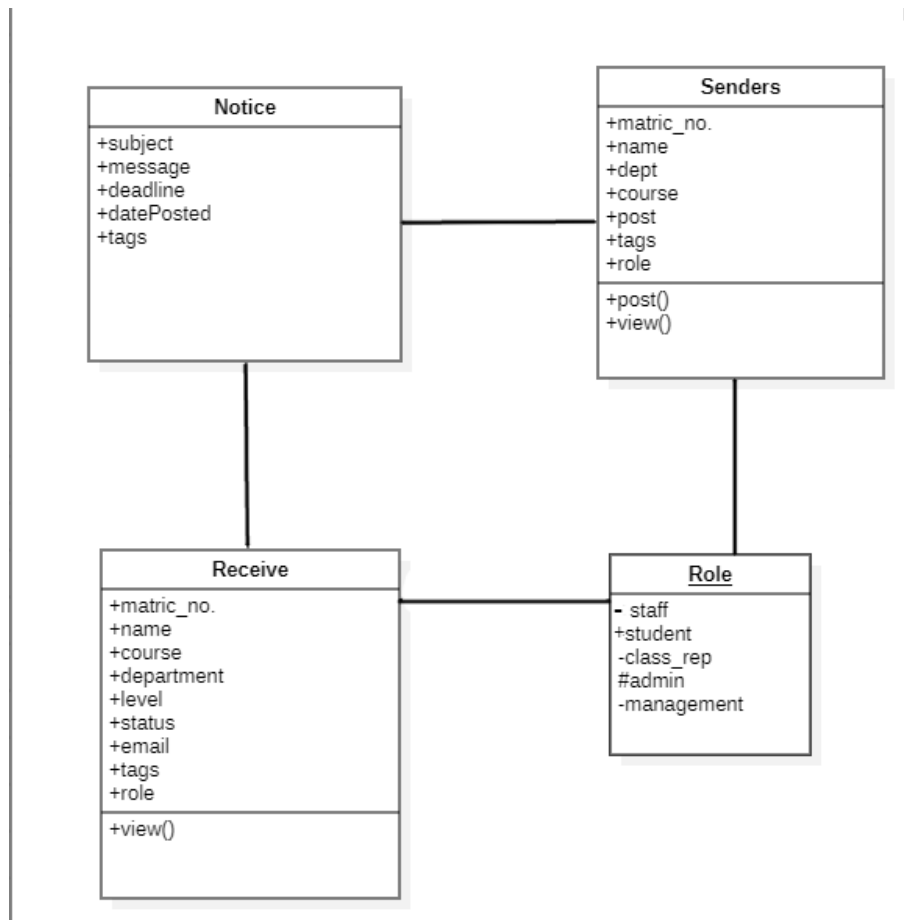 Notice
+subject
+message
+deadline
+datePosted
+tags
Senders
+matric_no.
+name
+dept
+course
+post
+tags
+role
+post()
+view()
Receive
+matric_no.
+name
+course
+department
+level
+status
+email
+tags
+role
+view()
Role
- staff
+student
-class_rep
#admin
-management